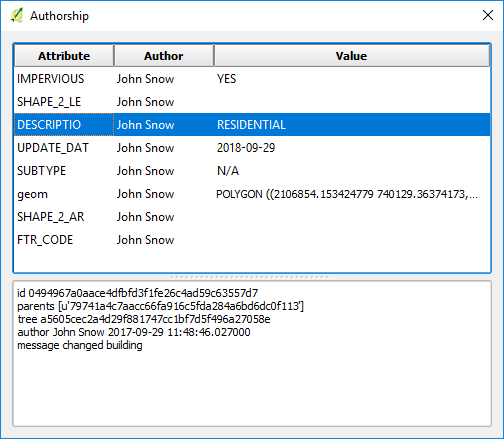 Authorship
Attribute Author Value
IMPERVIOUS John Snow YES
SHAPE_2_LE John Snow
DESCRIPTIO John Snow RESIDENTIAL
UPDATE_DAT John Snow 2018-09-29
SUBTYPE John Snow N/A
geom John Snow POLYGON ((2106854.153424779 740129.36374173,...
SHAPE_2_AR John Snow
FTR_CODE John Snow
id 0494967a0aace4dfbfd3f1fe26c4ad59c63557d7
parents [u'79741a4c7aacc66fa916c5fda284a6bd6dc0f113']
tree a5605cec2a4d29f881747cc1bf7d5f496a27058e
author John Snow 2017-09-29 11:48:46.027000
message changed building